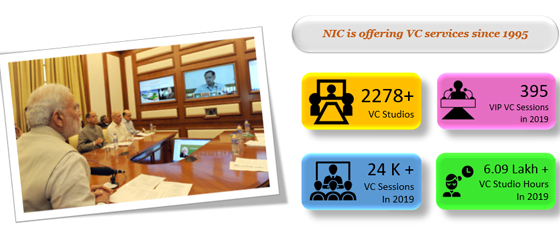 NIC is offering VC services since 1995
2278+
VC Studios
395
VIP VC Sessions
in 2019
24 K +
VC Sessions
In 2019
6.09 Lakh +
VC Studio Hours
In 2019